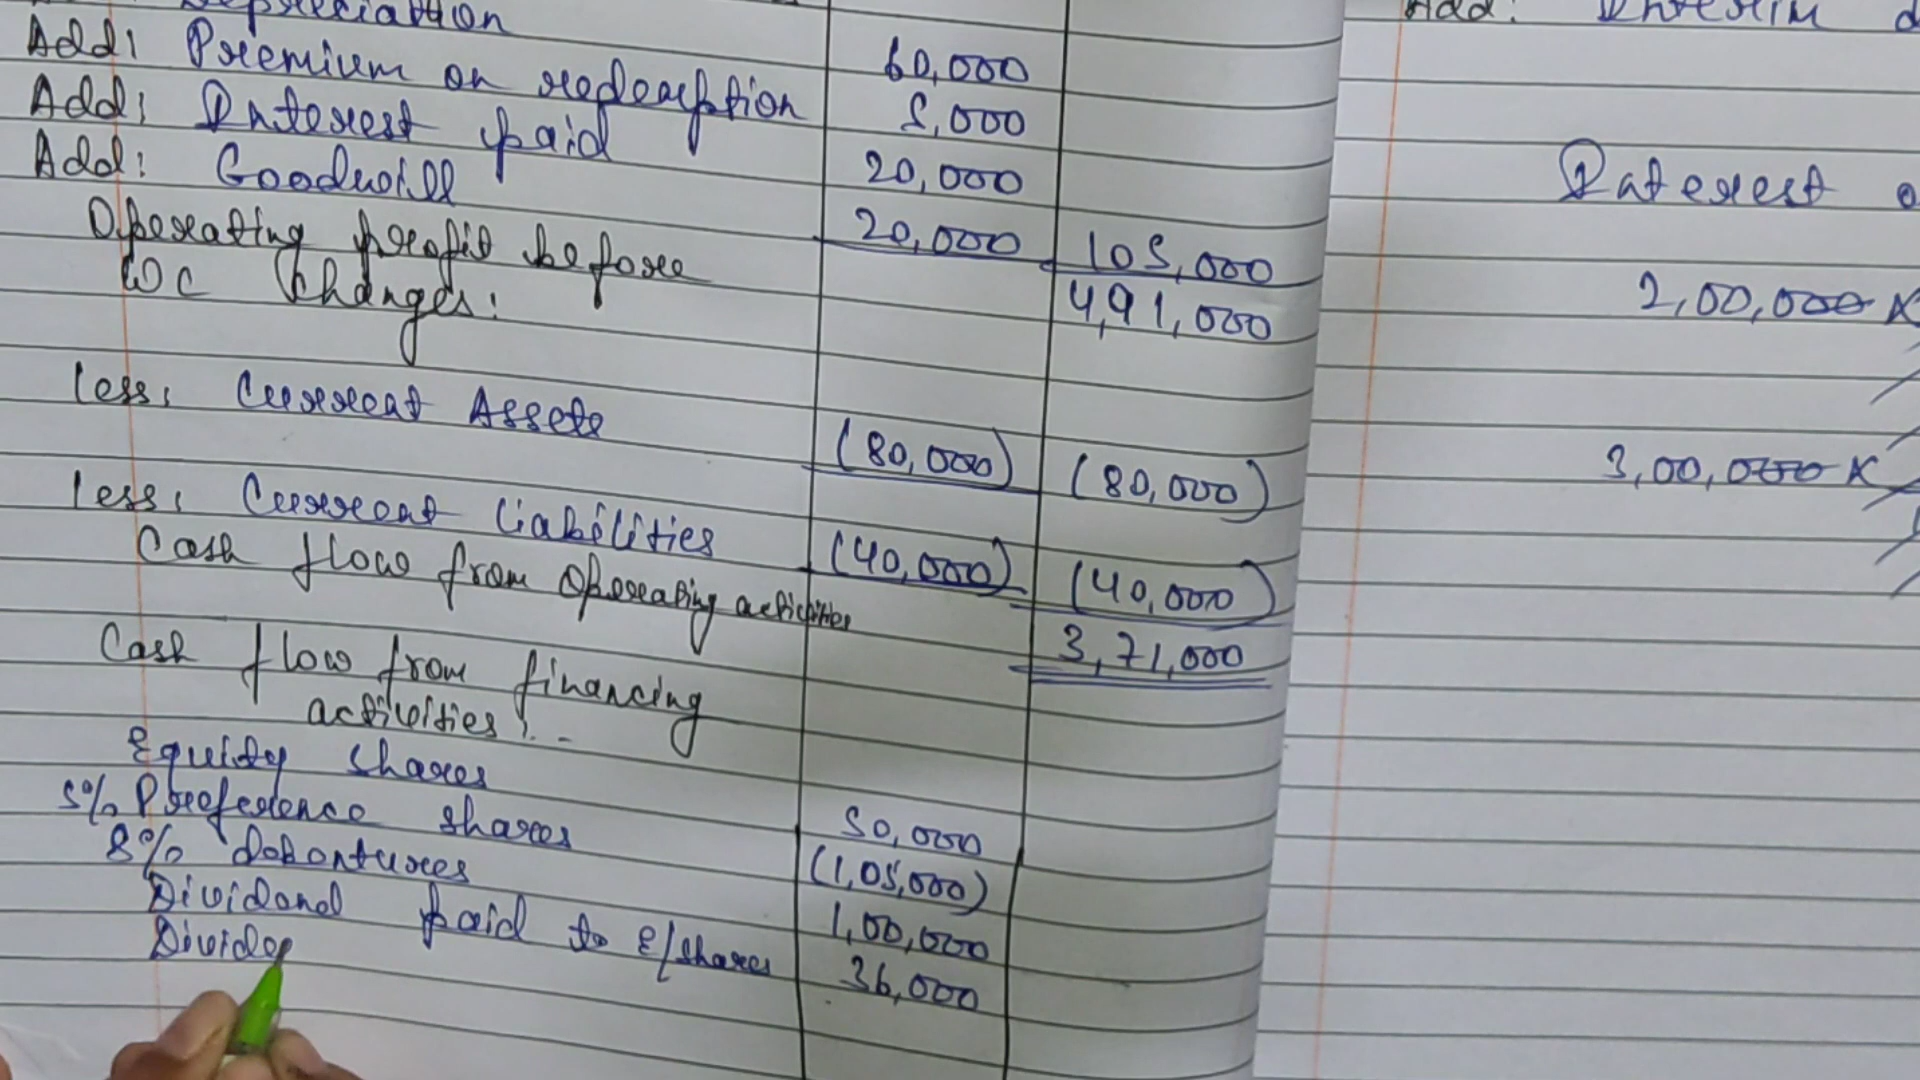 Depreciation 60,000
Add: Premium on redemption 5,000
Add: Interest paid 20,000
Add: Goodwill 20,000 105,000
Operating profit before
WC Changes: 4,91,000
Less: Current Assets (80,000) (80,000)
Less: Current Liabilities (40,000) (40,000)
Cash flow from Operating activities 3,71,000
Cash flow from financing
activities:-
Equity shares 50,000
5% Preference shares (1,05,000)
8% debentures 1,00,000
Dividend paid to E/shares 36,000
Divide
Add: Interim d
Interest o
2,00,000 x
3,00,000 x